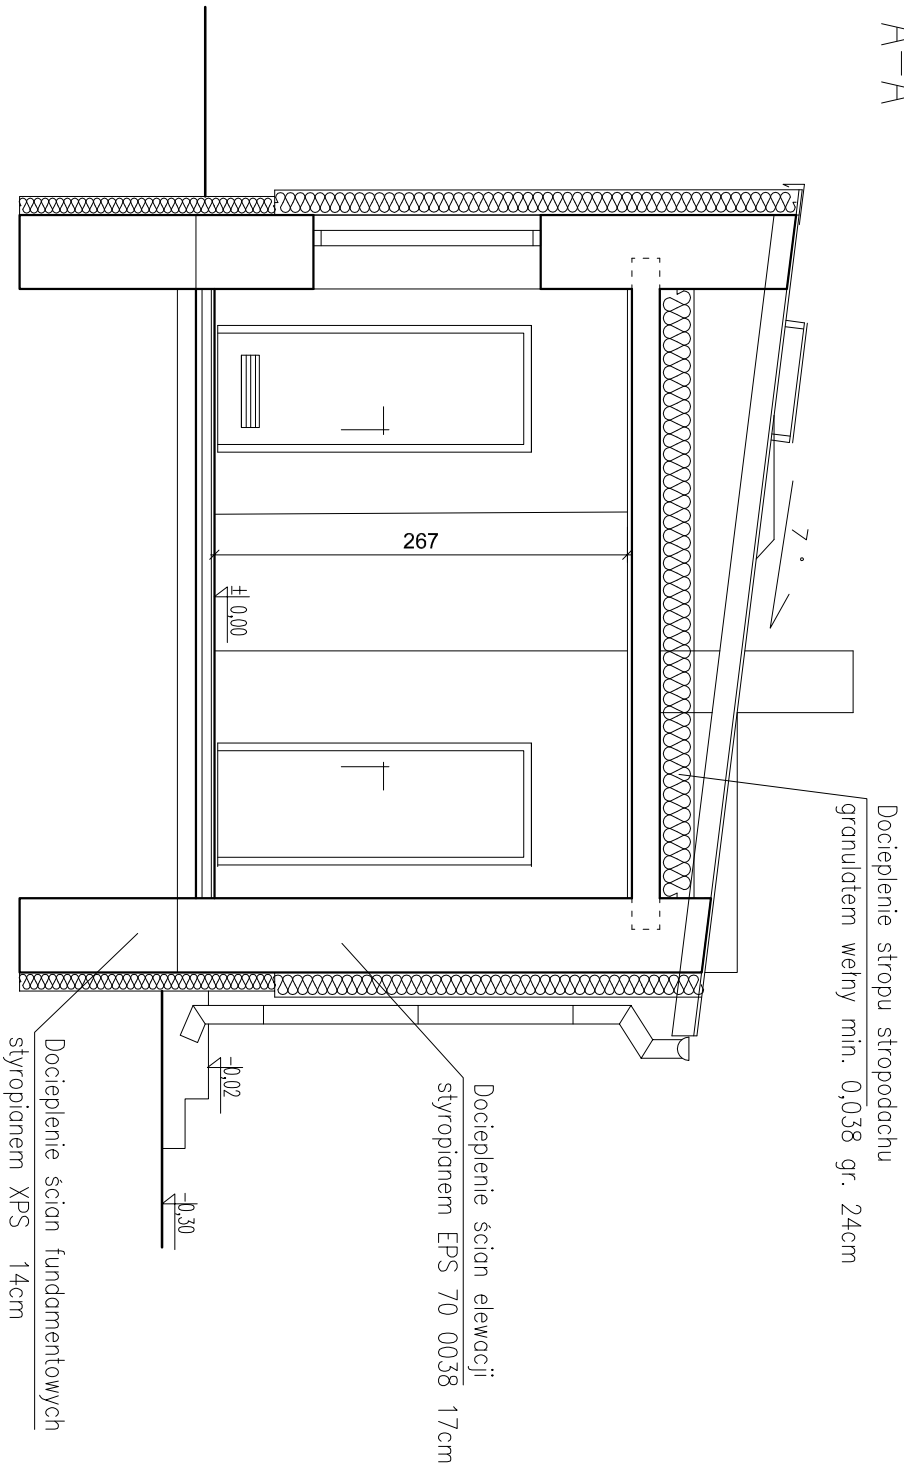 A–A
7°
Docieplenie stropu stropodachu
granulatem wełny min. 0,038 gr. 24cm
267
± 0,00
Docieplenie ścian elewacji
styropianem EPS 70 0038 17cm
-0,02
-0,30
Docieplenie ścian fundamentowych
styropianem XPS 14cm